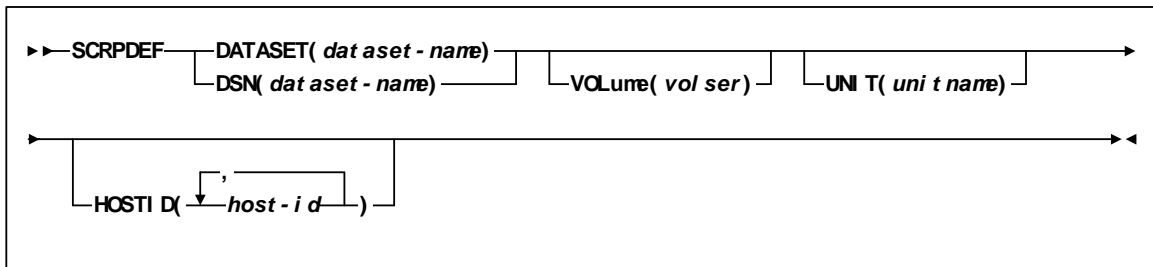 SCRPDEF DATASET( dataset-name)
DSN( dataset-name) VOLume( volser) UNIT( unitname)
,
HOSTID( host-id )